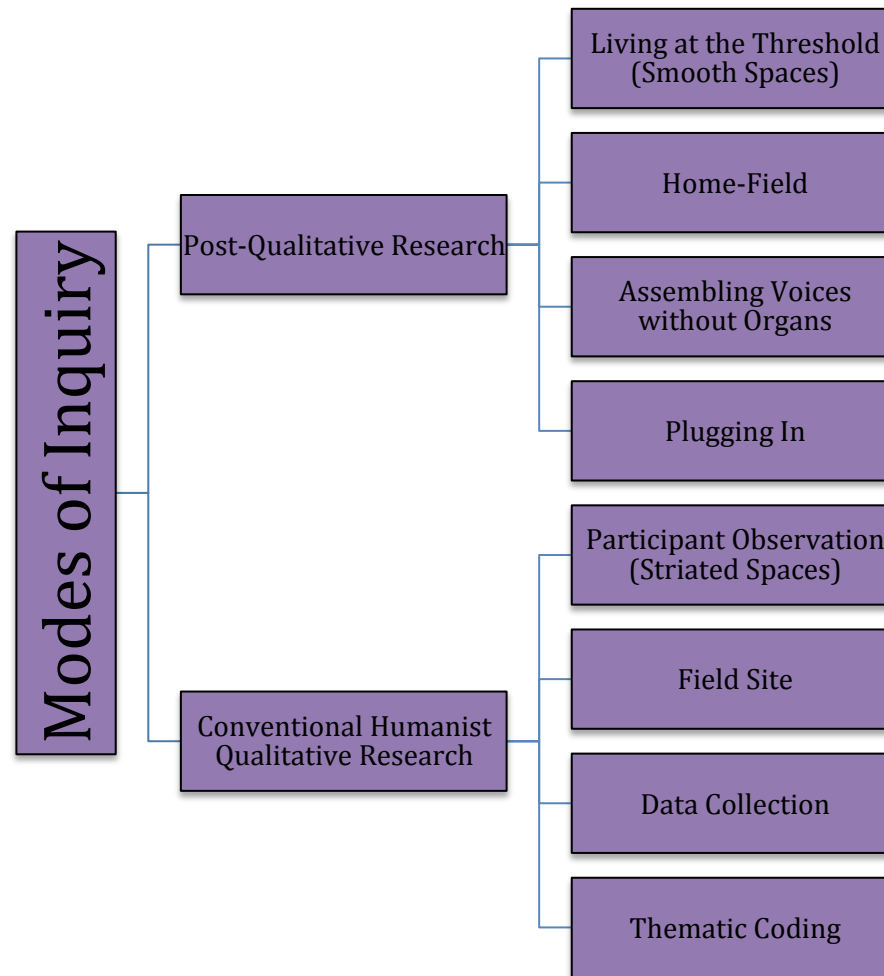 Modes of Inquiry
Post-Qualitative Research
Living at the Threshold
(Smooth Spaces)
Home-Field
Assembling Voices
without Organs
Plugging In
Conventional Humanist
Qualitative Research
Participant Observation
(Striated Spaces)
Field Site
Data Collection
Thematic Coding